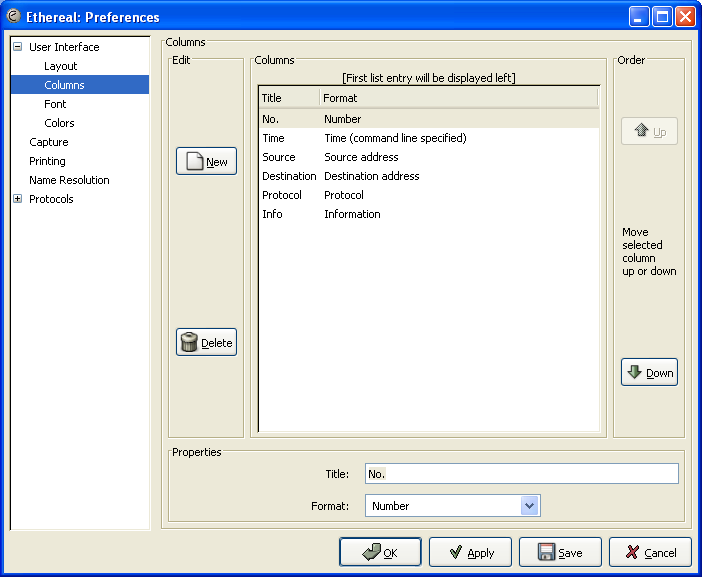 Ethereal: Preferences
User Interface
Layout
Columns
Font
Colors
Capture
Printing
Name Resolution
Protocols
Columns
Edit
New
Delete
Columns
[First list entry will be displayed left]
Title Format
No. Number
Time Time (command line specified)
Source Source address
Destination Destination address
Protocol Protocol
Info Information
Order
Up
Move
selected
column
up or down
Down
Properties
Title: No.
Format: Number
OK Apply Save Cancel